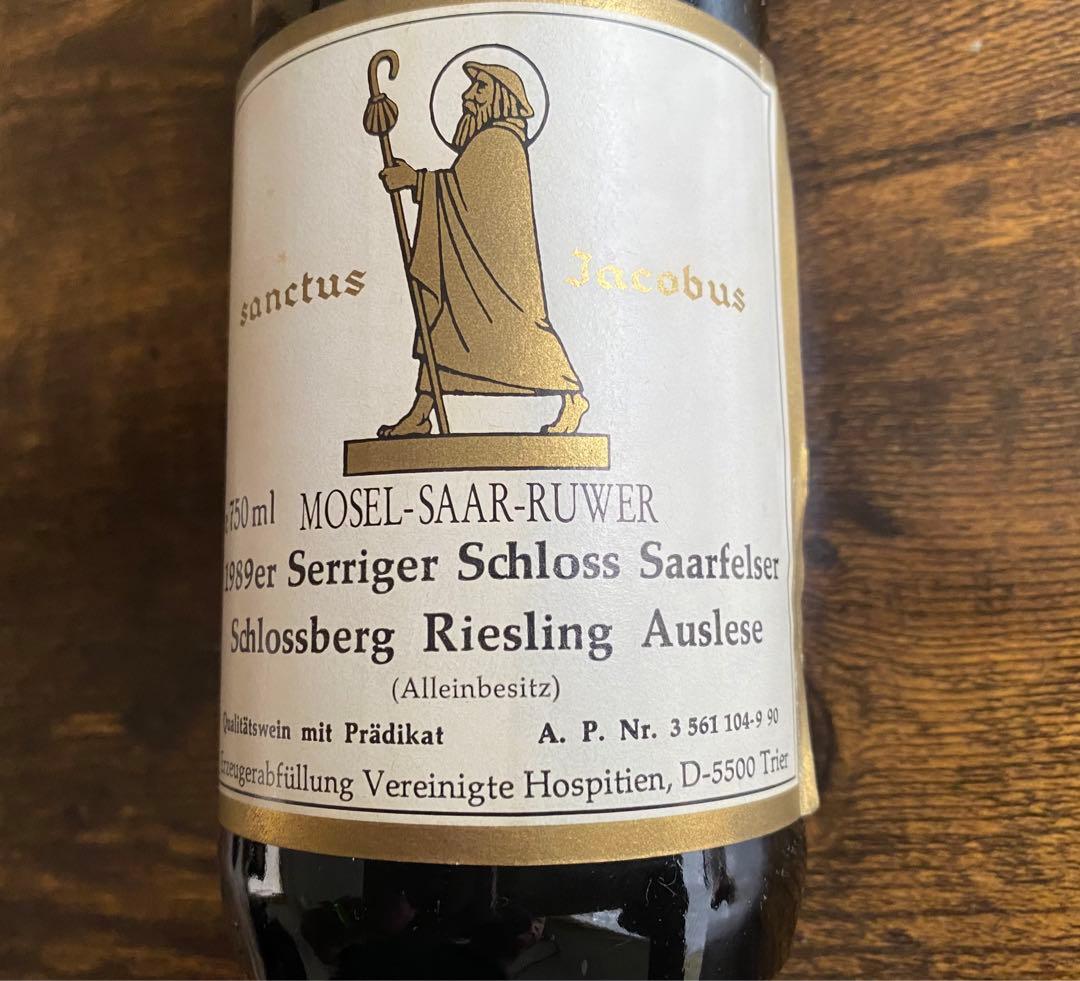 sanctus Jacobus
750 ml MOSEL-SAAR-RUWER
1989er Serriger Schloss Saarfelser
Schlossberg Riesling Auslese
(Alleinbesitz)
Qualitätswein mit Prädikat A. P. Nr. 3 561 104-9 90
Erzeugerabfüllung Vereinigte Hospitien, D-5500 Trier